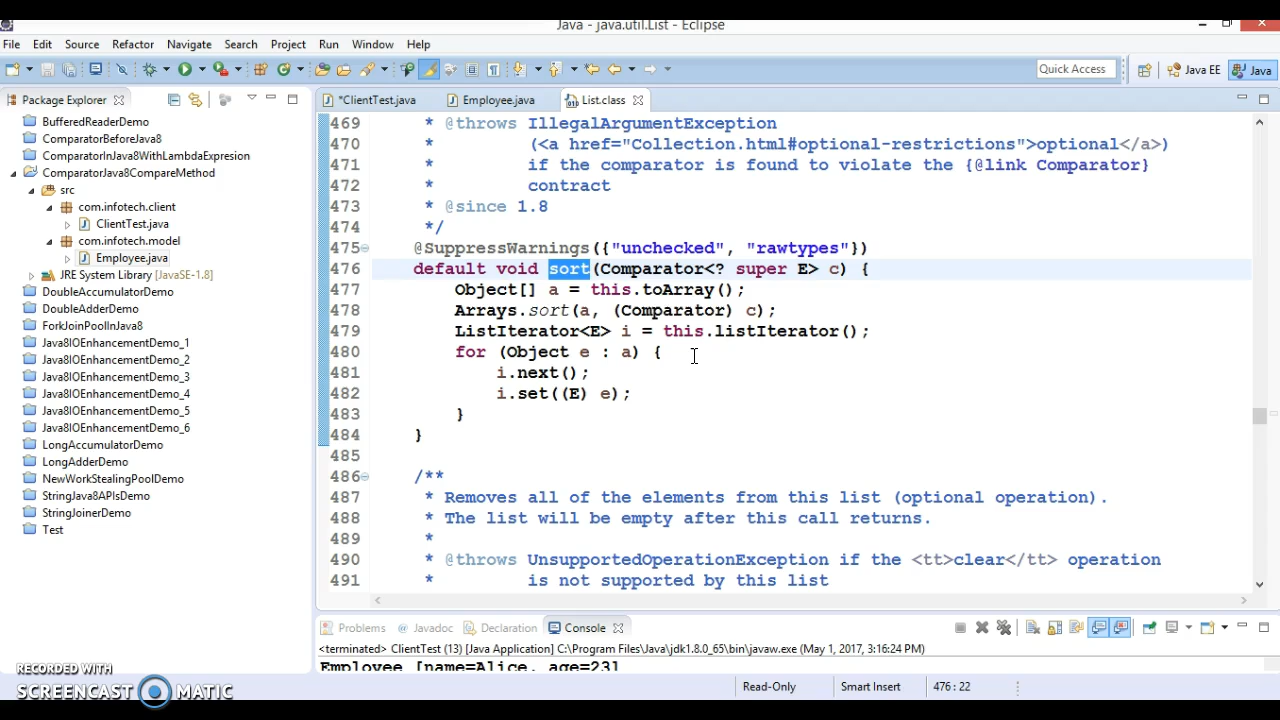 Java - java.util.List - Eclipse
File Edit Source Refactor Navigate Search Project Run Window Help
Quick Access Java EE Java
Package Explorer
*ClientTest.java Employee.java List.class
BufferedReaderDemo
ComparatorBeforeJava8
ComparatorInJava8WithLambdaExpresion
ComparatorJava8CompareMethod
src
com.infotech.client
ClientTest.java
com.infotech.model
Employee.java
JRE System Library [JavaSE-1.8]
DoubleAccumulatorDemo
DoubleAdderDemo
ForkJoinPoolInJava8
Java8IOEnhancementDemo_1
Java8IOEnhancementDemo_2
Java8IOEnhancementDemo_3
Java8IOEnhancementDemo_4
Java8IOEnhancementDemo_5
Java8IOEnhancementDemo_6
LongAccumulatorDemo
LongAdderDemo
NewWorkStealingPoolDemo
StringJava8APIsDemo
StringJoinerDemo
Test
469 * @throws IllegalArgumentException
470 * (<a href="Collection.html#optional-restrictions">optional</a>)
471 * if the comparator is found to violate the {@link Comparator}
472 * contract
473 * @since 1.8
474 */
475 @SuppressWarnings({"unchecked", "rawtypes"})
476 default void sort(Comparator<? super E> c) {
477 Object[] a = this.toArray();
478 Arrays.sort(a, (Comparator) c);
479 ListIterator<E> i = this.listIterator();
480 for (Object e : a) {
481 i.next();
482 i.set((E) e);
483 }
484 }
485
486 /**
487 * Removes all of the elements from this list (optional operation).
488 * The list will be empty after this call returns.
489 *
490 * @throws UnsupportedOperationException if the <tt>clear</tt> operation
491 * is not supported by this list
Problems Javadoc Declaration Console
<terminated> ClientTest (13) [Java Application] C:\Program Files\Java\jdk1.8.0_65\bin\javaw.exe (May 1, 2017, 3:16:24 PM)
Employee [name=Alice, age=23]
Read-Only Smart Insert 476 : 22
RECORDED WITH
SCREENCAST MATIC